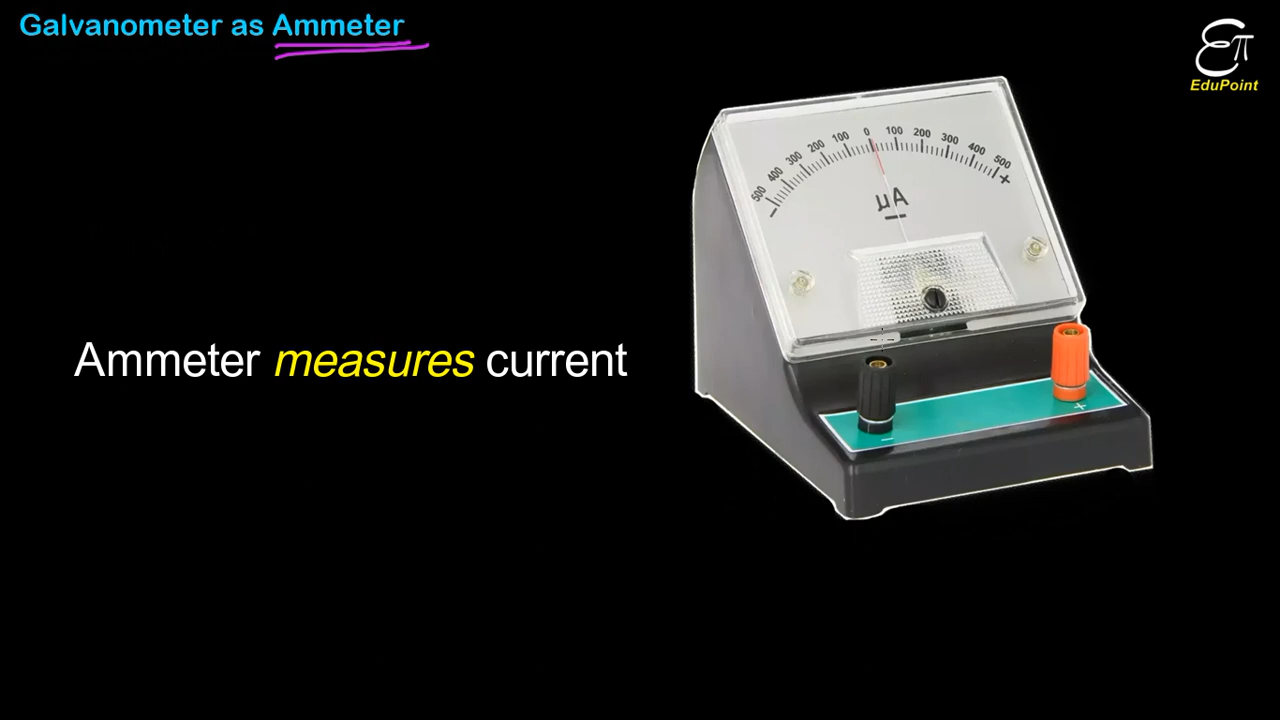 Galvanometer as Ammeter
επ
EduPoint
500 400 300 200 100 0 100 200 300 400 500
− +
μA
Ammeter measures current
− +